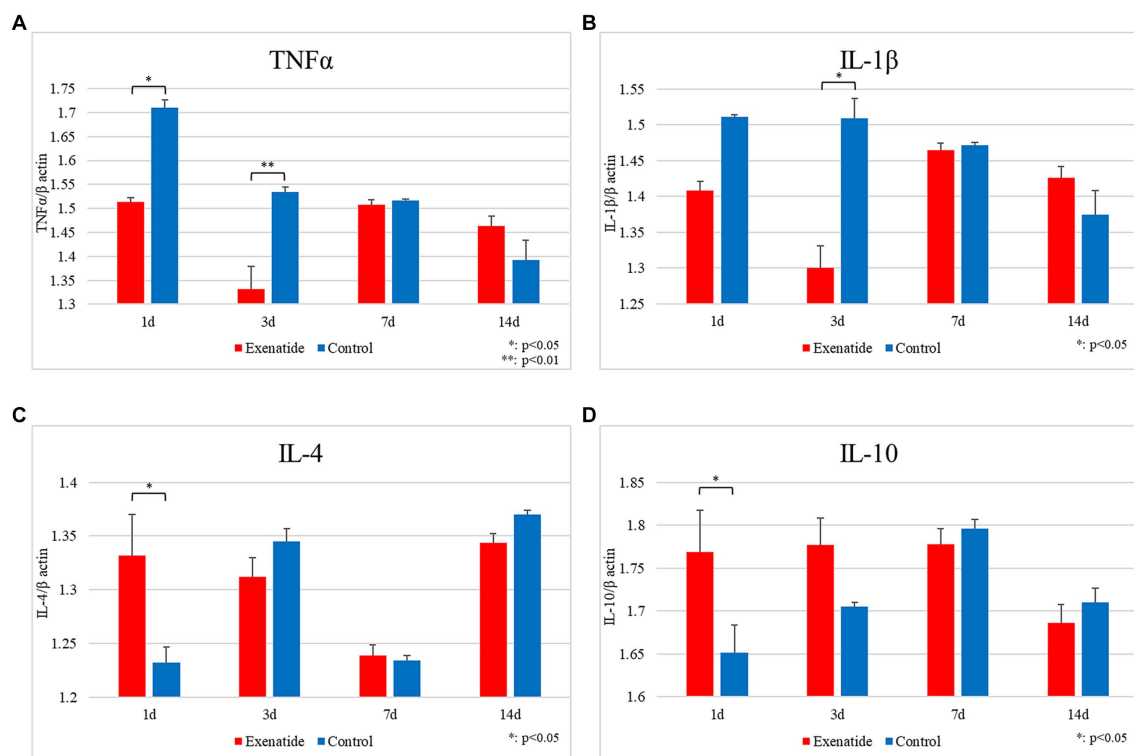 A
TNFα
TNFα/β actin
1.75
1.7
1.65
1.6
1.55
1.5
1.45
1.4
1.35
1.3
*
**
1d 3d 7d 14d
Exenatide Control
*: p<0.05
**: p<0.01
B
IL-1β
IL-1β/β actin
1.55
1.5
1.45
1.4
1.35
1.3
1.25
*
1d 3d 7d 14d
Exenatide Control
*: p<0.05
C
IL-4
IL-4/β actin
1.4
1.35
1.3
1.25
1.2
*
1d 3d 7d 14d
Exenatide Control
*: p<0.05
D
IL-10
IL-10/β actin
1.85
1.8
1.75
1.7
1.65
1.6
*
1d 3d 7d 14d
Exenatide Control
*: p<0.05